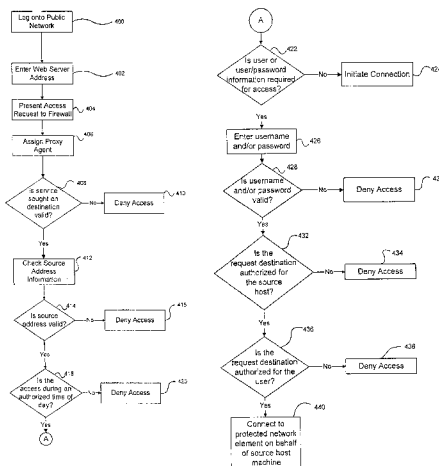 Log onto Public
Network
400
Enter Web Server
Address
402
Present Access
Request to Firewall
404
406
Assign Proxy
Agent
408
Is service
sought on
destination
valid?
No
Deny Access
410
Yes
Check Source
Address
Information
412
414
Is source
address valid?
No
Deny Access
Yes
418
Is the
access during an
authorized time of
day?
No
Deny Access
Yes
A
A
422
Is user or
user/password
information required
for access?
No
Initiate Connection
424
Yes
Enter username
and/or password
426
428
Is username
and/or password
valid?
No
Deny Access
Yes
432
Is the
request destination
authorized for
the source
host?
No
434
Deny Access
Yes
436
Is the
request destination
authorized for the
user?
No
Deny Access
Yes
440
Connect to
protected network
element on behalf
of source host
machine